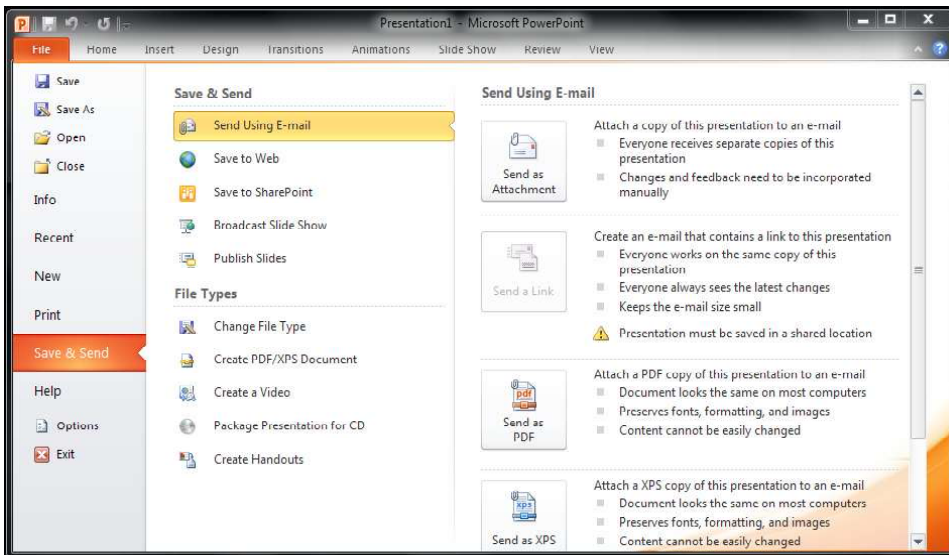 Presentation1 - Microsoft PowerPoint
File Home Insert Design Transitions Animations Slide Show Review View
Save
Save As
Open
Close
Info
Recent
New
Print
Save & Send
Help
Options
Exit
Save & Send
Send Using E-mail
Save to Web
Save to SharePoint
Broadcast Slide Show
Publish Slides
File Types
Change File Type
Create PDF/XPS Document
Create a Video
Package Presentation for CD
Create Handouts
Send Using E-mail
Send as
Attachment
Attach a copy of this presentation to an e-mail
Everyone receives separate copies of this
presentation
Changes and feedback need to be incorporated
manually
Send a Link
Create an e-mail that contains a link to this presentation
Everyone works on the same copy of this
presentation
Everyone always sees the latest changes
Keeps the e-mail size small
Presentation must be saved in a shared location
pdf
Send as
PDF
Attach a PDF copy of this presentation to an e-mail
Document looks the same on most computers
Preserves fonts, formatting, and images
Content cannot be easily changed
xps
Send as XPS
Attach a XPS copy of this presentation to an e-mail
Document looks the same on most computers
Preserves fonts, formatting, and images
Content cannot be easily changed